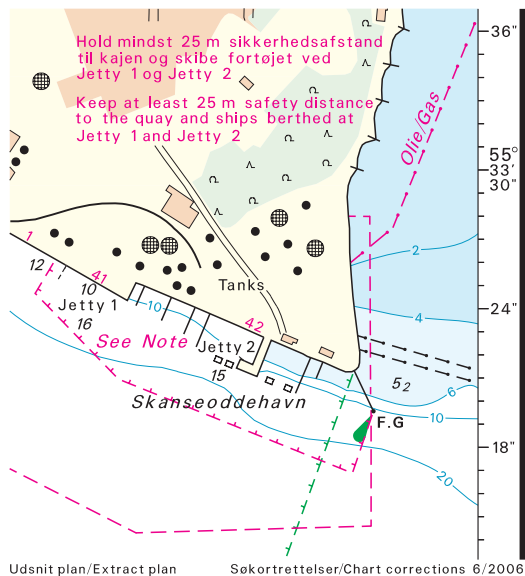 Hold mindst 25 m sikkerhedsafstand
til kajen og skibe fortøjet ved
Jetty 1 og Jetty 2
Keep at least 25 m safety distance
to the quay and ships berthed at
Jetty 1 and Jetty 2
36"
Olie/Gas
55°
33'
30"
1
2
12
10
41
Tanks
Jetty 1
10
4
24"
16
See Note
42
Jetty 2
15
5₂
6
Skanseoddehavn
10
F.G
18"
20
Udsnit plan/Extract plan
Søkortrettelser/Chart corrections 6/2006